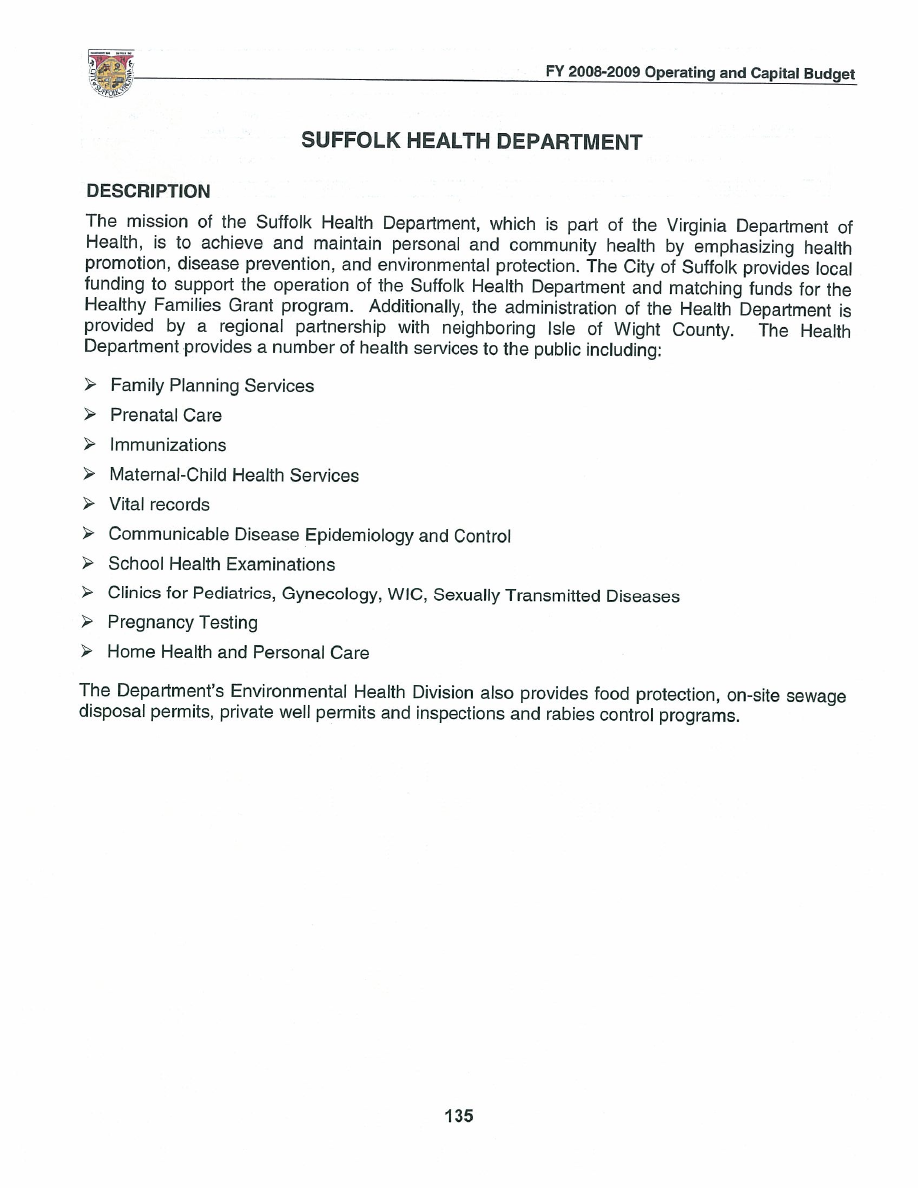 FY 2008-2009 Operating and Capital Budget
SUFFOLK HEALTH DEPARTMENT
DESCRIPTION
The mission of the Suffolk Health Department, which is part of the Virginia Department of
Health, is to achieve and maintain personal and community health by emphasizing health
promotion, disease prevention, and environmental protection. The City of Suffolk provides local
funding to support the operation of the Suffolk Health Department and matching funds for the
Healthy Families Grant program. Additionally, the administration of the Health Department is
provided by a regional partnership with neighboring Isle of Wight County. The Health
Department provides a number of health services to the public including:
➢ Family Planning Services
➢ Prenatal Care
➢ Immunizations
➢ Maternal-Child Health Services
➢ Vital records
➢ Communicable Disease Epidemiology and Control
➢ School Health Examinations
➢ Clinics for Pediatrics, Gynecology, WIC, Sexually Transmitted Diseases
➢ Pregnancy Testing
➢ Home Health and Personal Care
The Department's Environmental Health Division also provides food protection, on-site sewage
disposal permits, private well permits and inspections and rabies control programs.
135